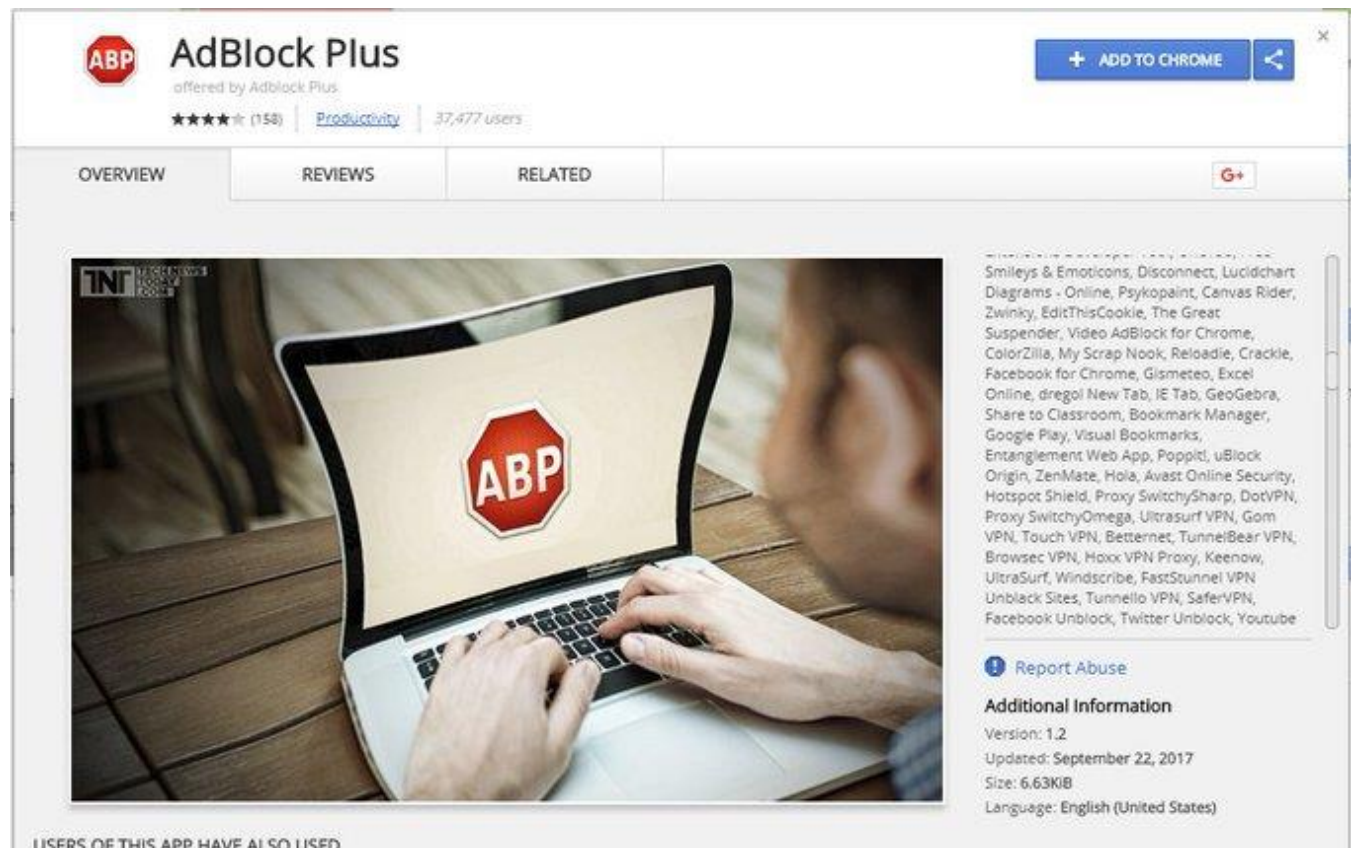 ABP
AdBlock Plus
offered by Adblock Plus
(158)
Productivity
37,477 users
+ ADD TO CHROME
×
OVERVIEW
REVIEWS
RELATED
G+
TNT TECH NEWS
TODAY
.COM
ABP
Smileys & Emoticons, Disconnect, Lucidchart
Diagrams - Online, Psykopaint, Canvas Rider,
Zwinky, EditThisCookie, The Great
Suspender, Video AdBlock for Chrome,
ColorZilla, My Scrap Nook, Reloadie, Crackle,
Facebook for Chrome, Gismeteo, Excel
Online, dregol New Tab, IE Tab, GeoGebra,
Share to Classroom, Bookmark Manager,
Google Play, Visual Bookmarks,
Entanglement Web App, Poppit!, uBlock
Origin, ZenMate, Hola, Avast Online Security,
Hotspot Shield, Proxy SwitchySharp, DotVPN,
Proxy SwitchyOmega, Ultrasurf VPN, Gom
VPN, Touch VPN, Betternet, TunnelBear VPN,
Browsec VPN, Hoxx VPN Proxy, Keenow,
UltraSurf, Windscribe, FastStunnel VPN
Unblack Sites, Tunnello VPN, SaferVPN,
Facebook Unblock, Twitter Unblock, Youtube
Report Abuse
Additional Information
Version: 1.2
Updated: September 22, 2017
Size: 6.63KiB
Language: English (United States)
USERS OF THIS APP HAVE ALSO USED